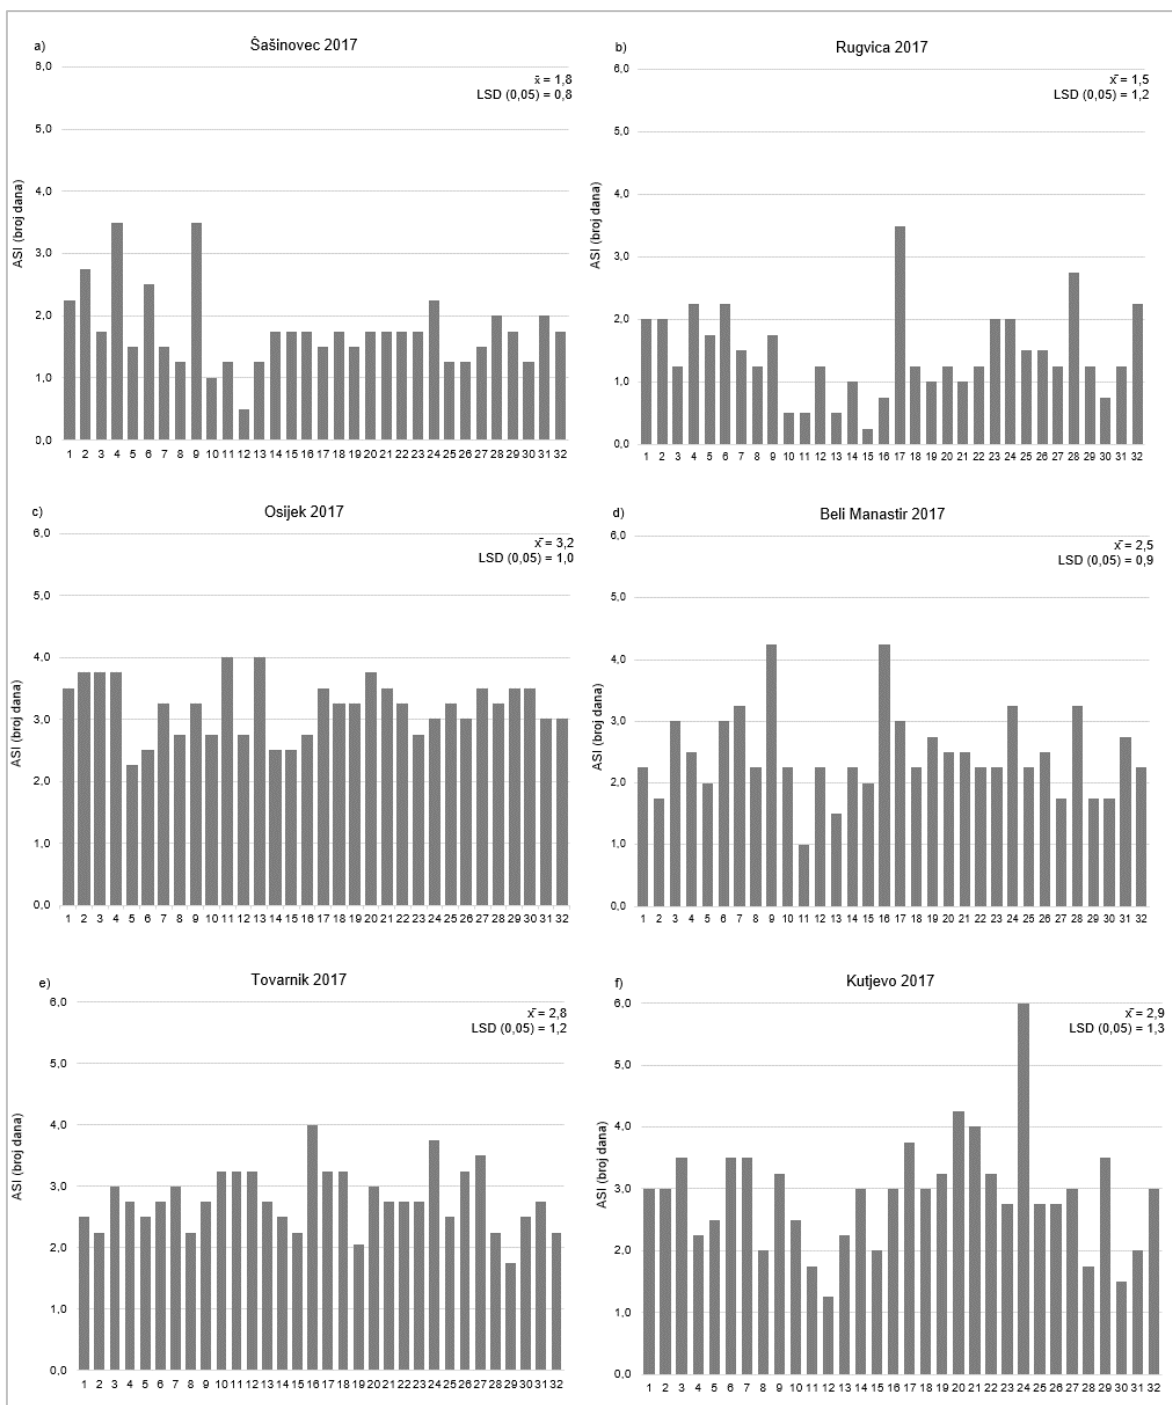 a)
Šašinovec 2017
x̄ = 1,8
LSD (0,05) = 0,8
ASI (broj dana)
6,0
5,0
4,0
3,0
2,0
1,0
0,0
1 2 3 4 5 6 7 8 9 10 11 12 13 14 15 16 17 18 19 20 21 22 23 24 25 26 27 28 29 30 31 32
b)
Rugvica 2017
x̄ = 1,5
LSD (0,05) = 1,2
ASI (broj dana)
6,0
5,0
4,0
3,0
2,0
1,0
0,0
1 2 3 4 5 6 7 8 9 10 11 12 13 14 15 16 17 18 19 20 21 22 23 24 25 26 27 28 29 30 31 32
c)
Osijek 2017
x̄ = 3,2
LSD (0,05) = 1,0
ASI (broj dana)
6,0
5,0
4,0
3,0
2,0
1,0
0,0
1 2 3 4 5 6 7 8 9 10 11 12 13 14 15 16 17 18 19 20 21 22 23 24 25 26 27 28 29 30 31 32
d)
Beli Manastir 2017
x̄ = 2,5
LSD (0,05) = 0,9
ASI (broj dana)
6,0
5,0
4,0
3,0
2,0
1,0
0,0
1 2 3 4 5 6 7 8 9 10 11 12 13 14 15 16 17 18 19 20 21 22 23 24 25 26 27 28 29 30 31 32
e)
Tovarnik 2017
x̄ = 2,8
LSD (0,05) = 1,2
ASI (broj dana)
6,0
5,0
4,0
3,0
2,0
1,0
0,0
1 2 3 4 5 6 7 8 9 10 11 12 13 14 15 16 17 18 19 20 21 22 23 24 25 26 27 28 29 30 31 32
f)
Kutjevo 2017
x̄ = 2,9
LSD (0,05) = 1,3
ASI (broj dana)
6,0
5,0
4,0
3,0
2,0
1,0
0,0
1 2 3 4 5 6 7 8 9 10 11 12 13 14 15 16 17 18 19 20 21 22 23 24 25 26 27 28 29 30 31 32